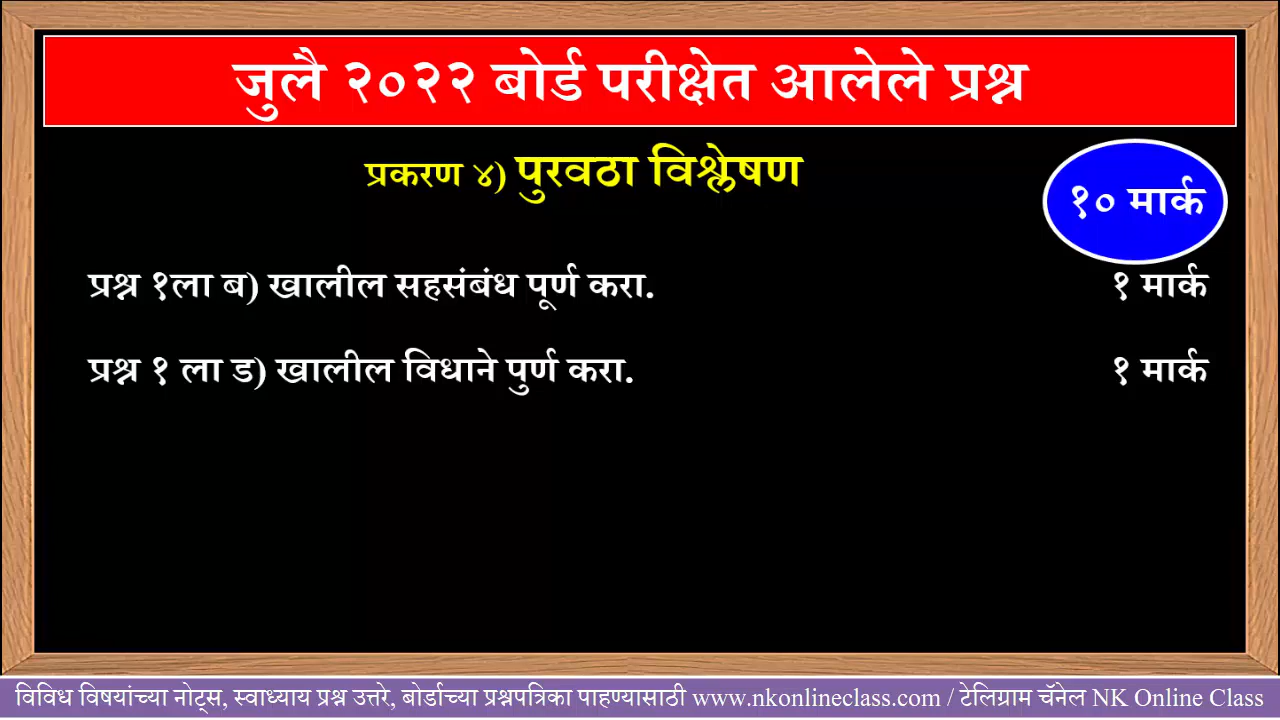 जुलै २०२२ बोर्ड परीक्षेत आलेले प्रश्न
प्रकरण ४) पुरवठा विश्लेषण
१० मार्क
प्रश्न १ला ब) खालील सहसंबंध पूर्ण करा. १ मार्क
प्रश्न १ ला ड) खालील विधाने पुर्ण करा. १ मार्क
विविध विषयांच्या नोट्स, स्वाध्याय प्रश्न उत्तरे, बोर्डाच्या प्रश्नपत्रिका पाहण्यासाठी www.nkonlineclass.com / टेलिग्राम चॅनेल NK Online Class